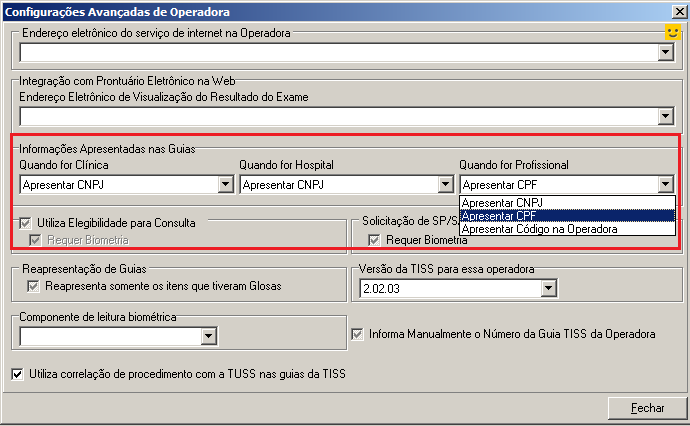 Configurações Avançadas de Operadora
Endereço eletrônico do serviço de internet na Operadora
Integração com Prontuário Eletrônico na Web
Endereço Eletrônico de Visualização do Resultado do Exame
Informações Apresentadas nas Guias
Quando for Clínica
Quando for Hospital
Quando for Profissional
Apresentar CNPJ
Apresentar CNPJ
Apresentar CPF
Apresentar CNPJ
Apresentar CPF
Apresentar Código na Operadora
Utiliza Elegibilidade para Consulta
Requer Biometria
Solicitação de SP/S
Requer Biometria
Reapresentação de Guias
Reapresenta somente os itens que tiveram Glosas
Versão da TISS para essa operadora
2.02.03
Componente de leitura biométrica
Informa Manualmente o Número da Guia TISS da Operadora
Utiliza correlação de procedimento com a TUSS nas guias da TISS
Fechar